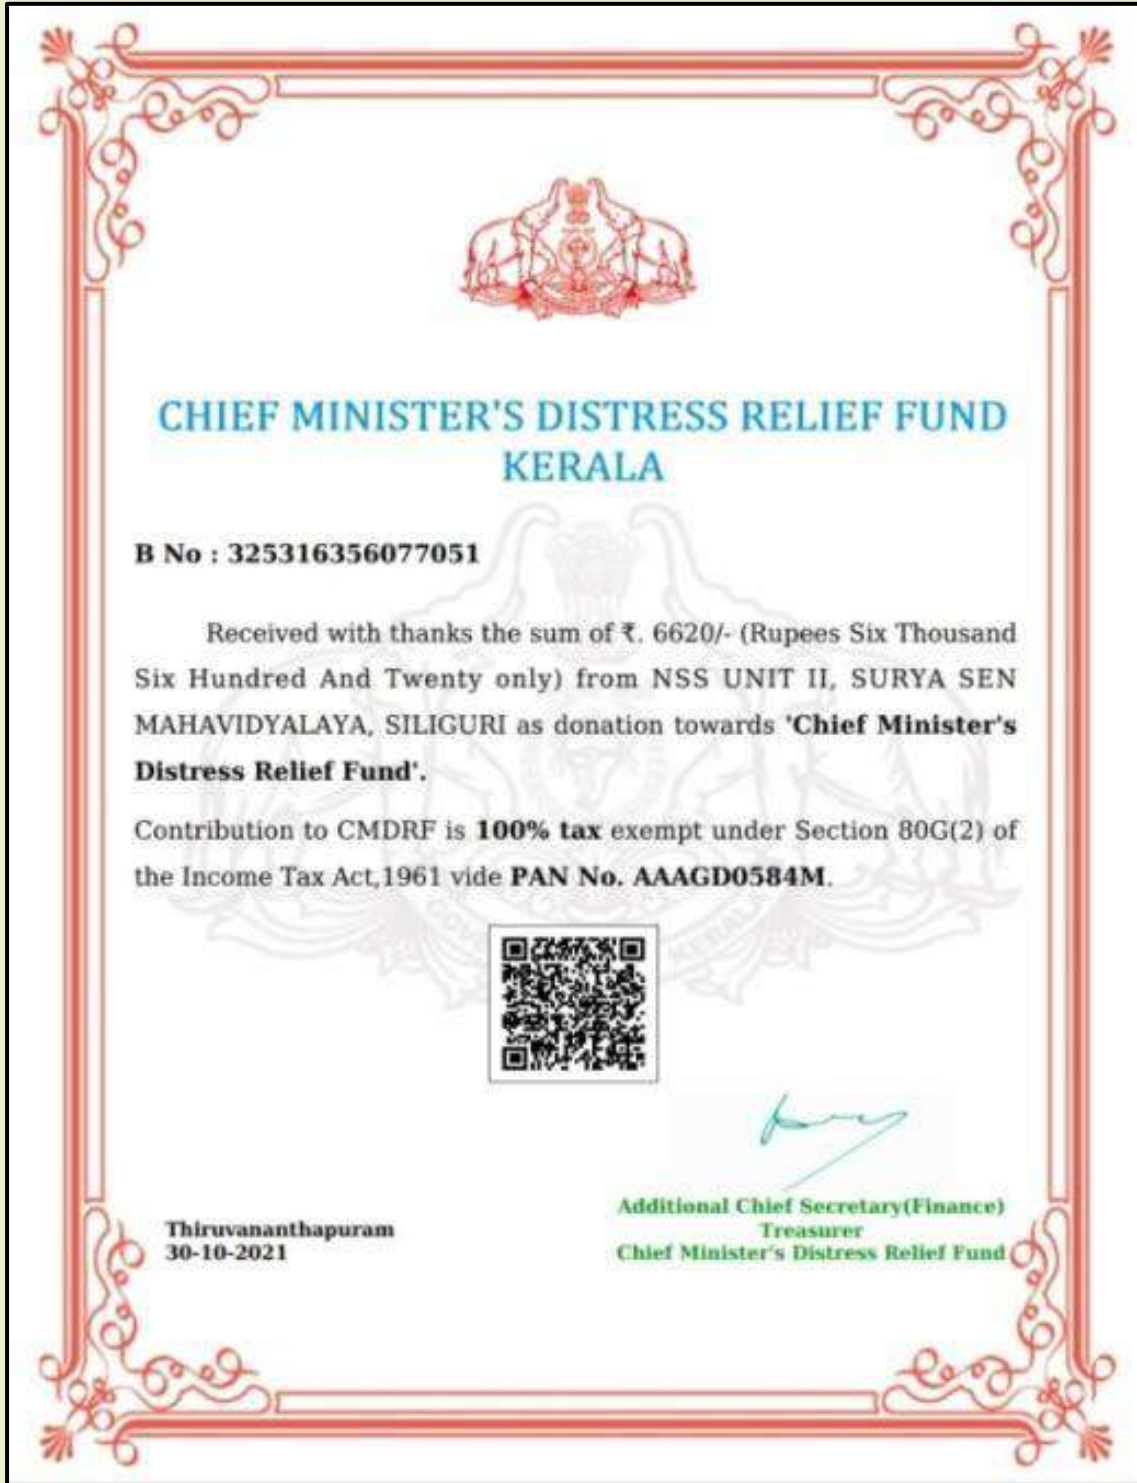 CHIEF MINISTER'S DISTRESS RELIEF FUND
KERALA
B No : 325316356077051
Received with thanks the sum of ₹. 6620/- (Rupees Six Thousand
Six Hundred And Twenty only) from NSS UNIT II, SURYA SEN
MAHAVIDYALAYA, SILIGURI as donation towards 'Chief Minister's
Distress Relief Fund'.
Contribution to CMDRF is 100% tax exempt under Section 80G(2) of
the Income Tax Act,1961 vide PAN No. AAAGD0584M.
Additional Chief Secretary(Finance)
Treasurer
Chief Minister's Distress Relief Fund
Thiruvananthapuram
30-10-2021